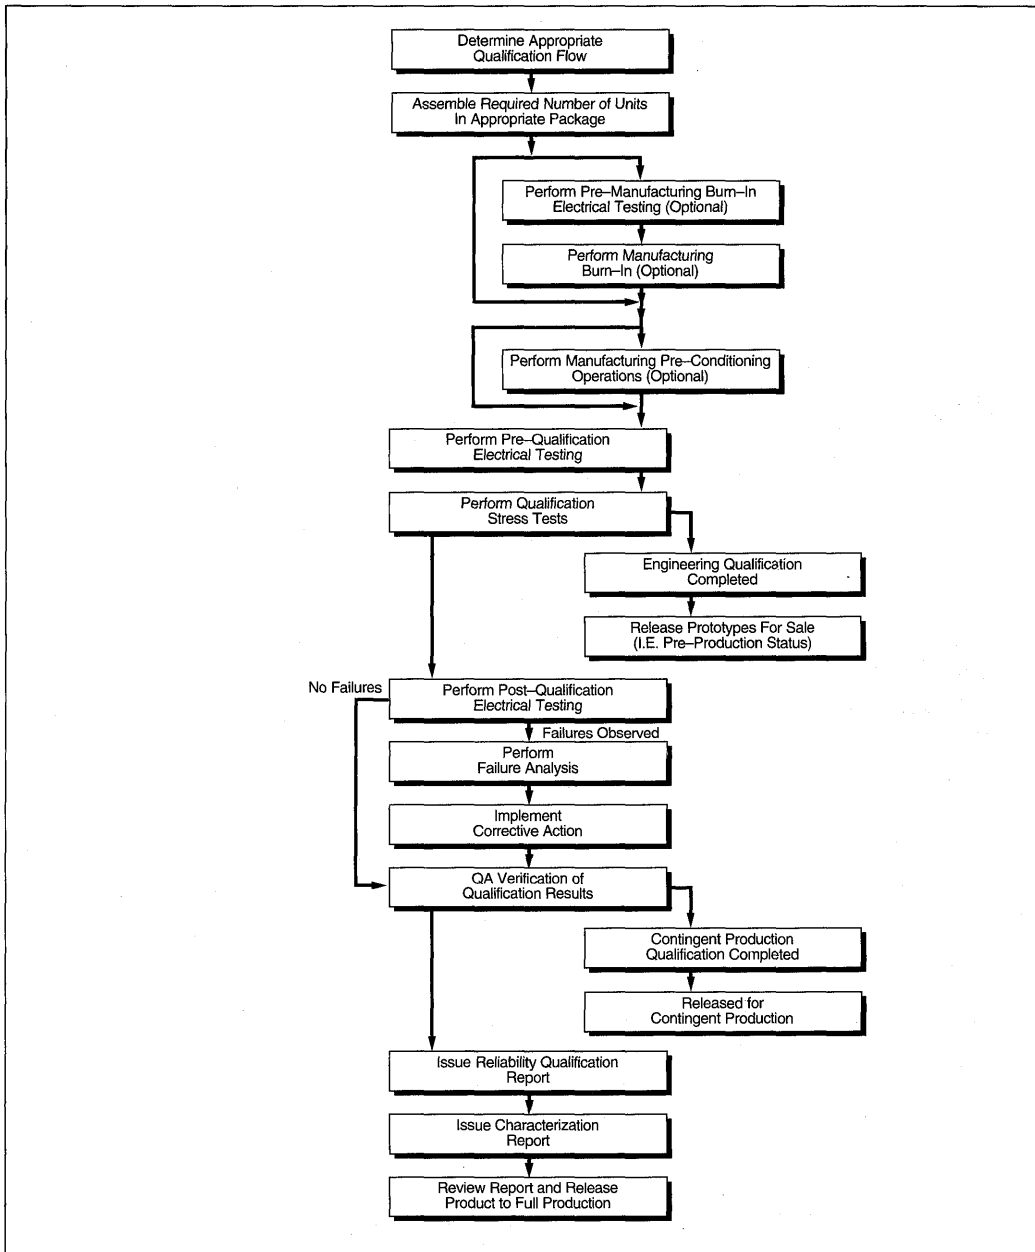 Determine Appropriate
Qualification Flow
Assemble Required Number of Units
In Appropriate Package
Perform Pre–Manufacturing Burn–In
Electrical Testing (Optional)
Perform Manufacturing
Burn–In (Optional)
Perform Manufacturing Pre–Conditioning
Operations (Optional)
Perform Pre–Qualification
Electrical Testing
Perform Qualification
Stress Tests
Engineering Qualification
Completed
Release Prototypes For Sale
(I.E. Pre–Production Status)
No Failures
Perform Post–Qualification
Electrical Testing
Failures Observed
Perform
Failure Analysis
Implement
Corrective Action
QA Verification of
Qualification Results
Contingent Production
Qualification Completed
Released for
Contingent Production
Issue Reliability Qualification
Report
Issue Characterization
Report
Review Report and Release
Product to Full Production